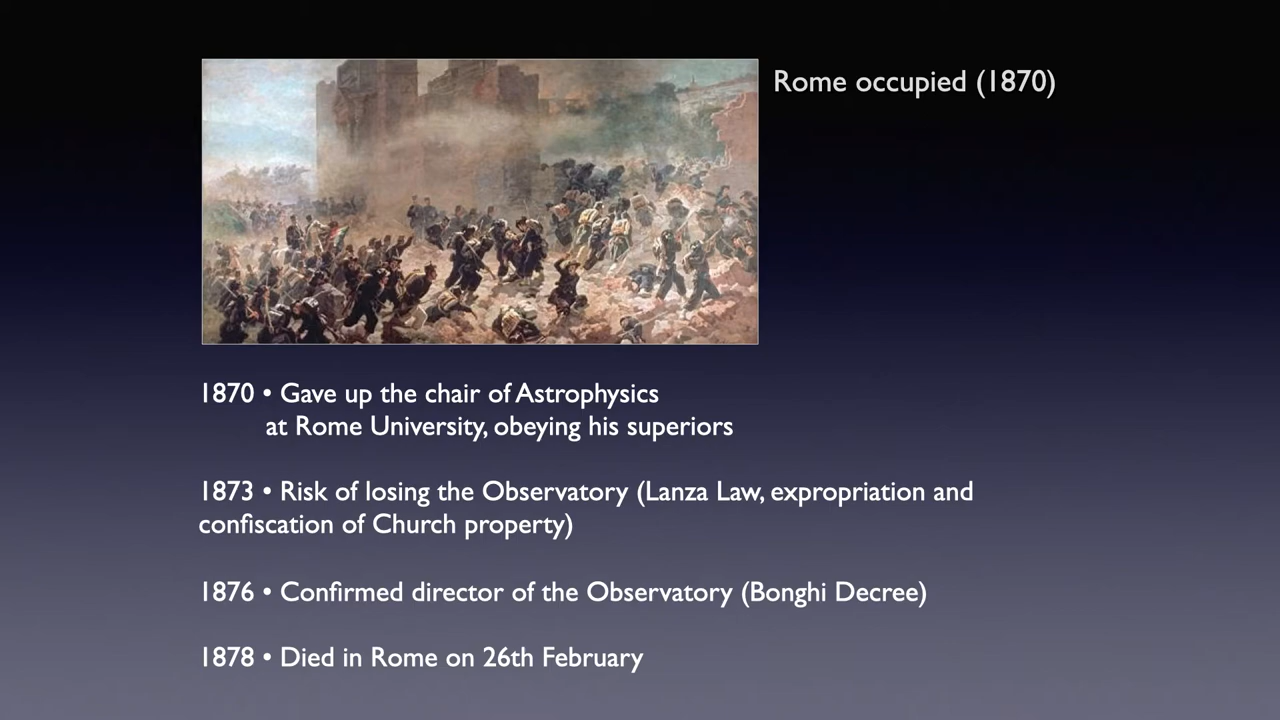 Rome occupied (1870)
1870 • Gave up the chair of Astrophysics
at Rome University, obeying his superiors
1873 • Risk of losing the Observatory (Lanza Law, expropriation and
confiscation of Church property)
1876 • Confirmed director of the Observatory (Bonghi Decree)
1878 • Died in Rome on 26th February